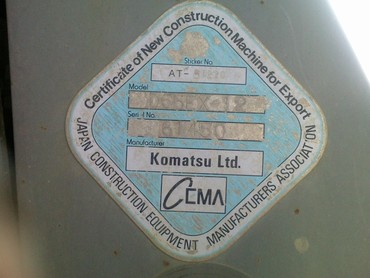 Certificate of New Construction Machine for Export
Sticker No
AT-
Model
Serial No
Manufacturer
Komatsu Ltd.
CEMA
JAPAN CONSTRUCTION EQUIPMENT MANUFACTURERS ASSOCIATION